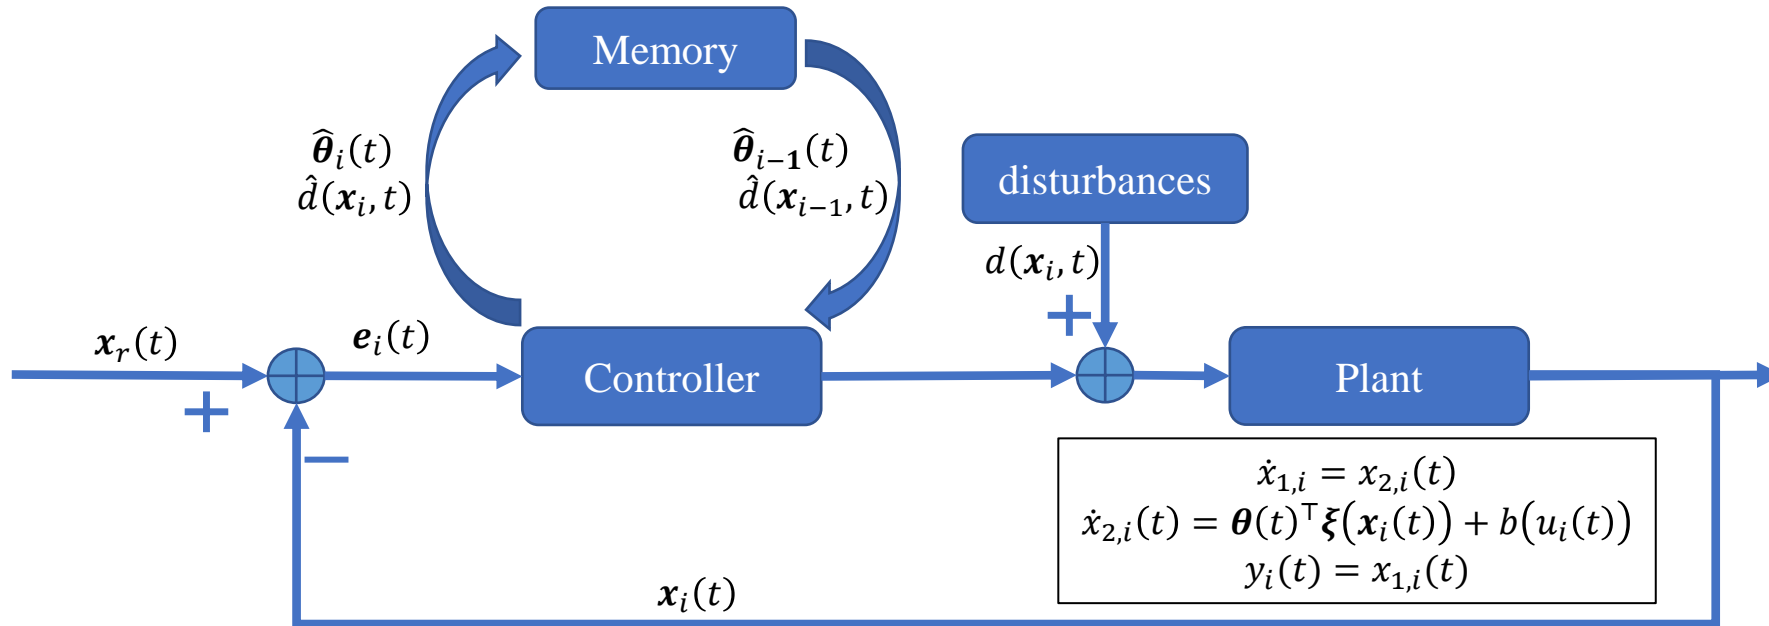 Memory
𝜽̂ᵢ(t)
d̂(𝒙ᵢ, t)
𝜽̂ᵢ₋₁(t)
d̂(𝒙ᵢ₋₁, t)
disturbances
d(𝒙ᵢ, t)
+
𝒙ᵣ(t)
𝒆ᵢ(t)
Controller
Plant
+
−
ẋ₁,ᵢ = x₂,ᵢ(t)
ẋ₂,ᵢ(t) = 𝜽(t)ᵀ𝝃(𝒙ᵢ(t)) + b(uᵢ(t))
yᵢ(t) = x₁,ᵢ(t)
𝒙ᵢ(t)